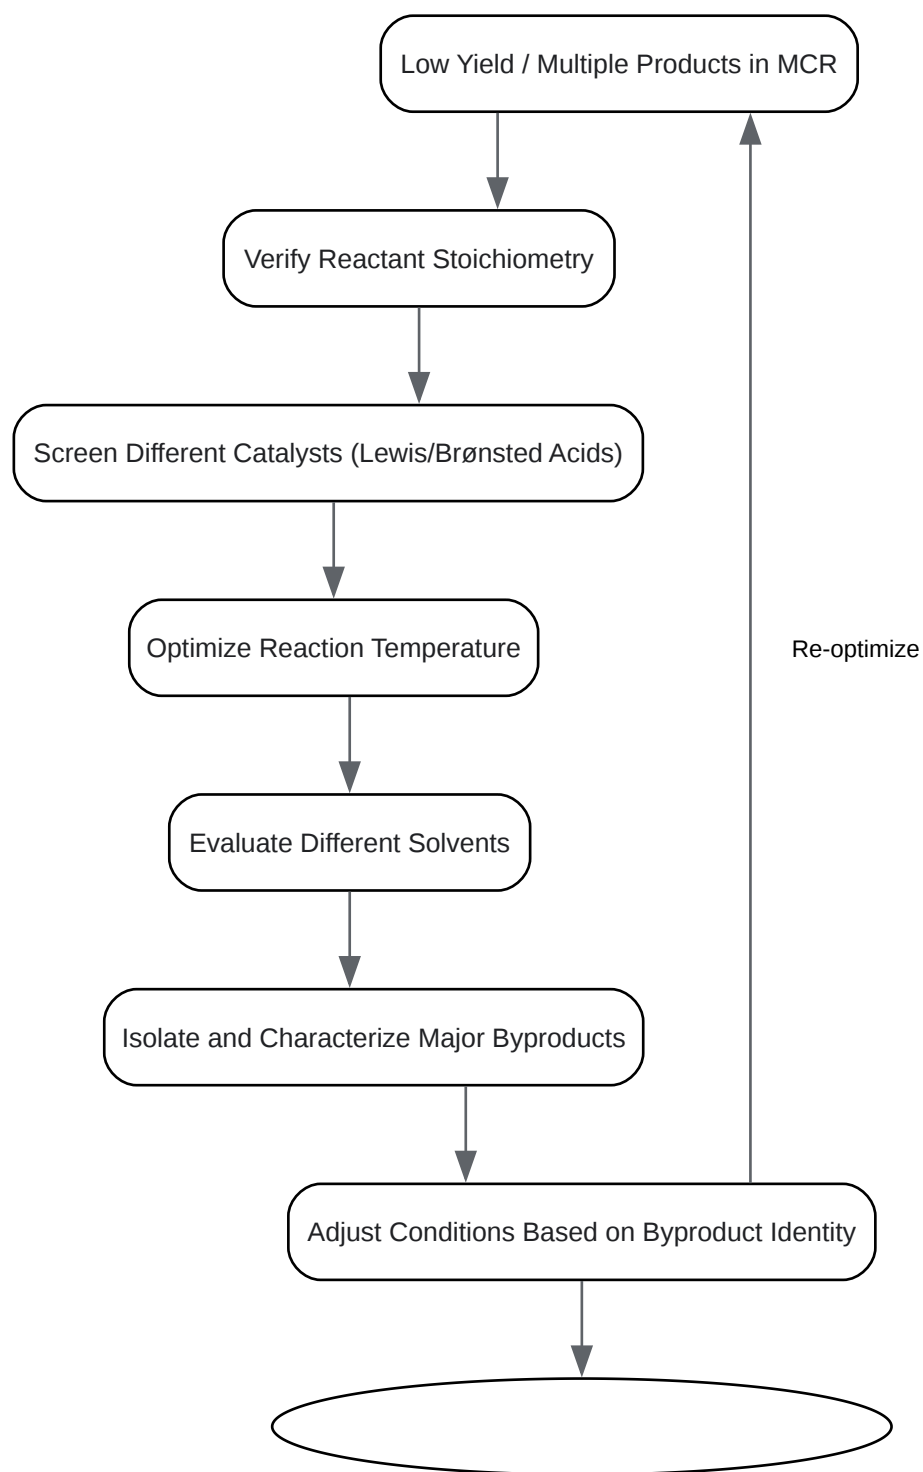 Low Yield / Multiple Products in MCR
Verify Reactant Stoichiometry
Screen Different Catalysts (Lewis/Brønsted Acids)
Optimize Reaction Temperature
Re-optimize
Evaluate Different Solvents
Isolate and Characterize Major Byproducts
Adjust Conditions Based on Byproduct Identity